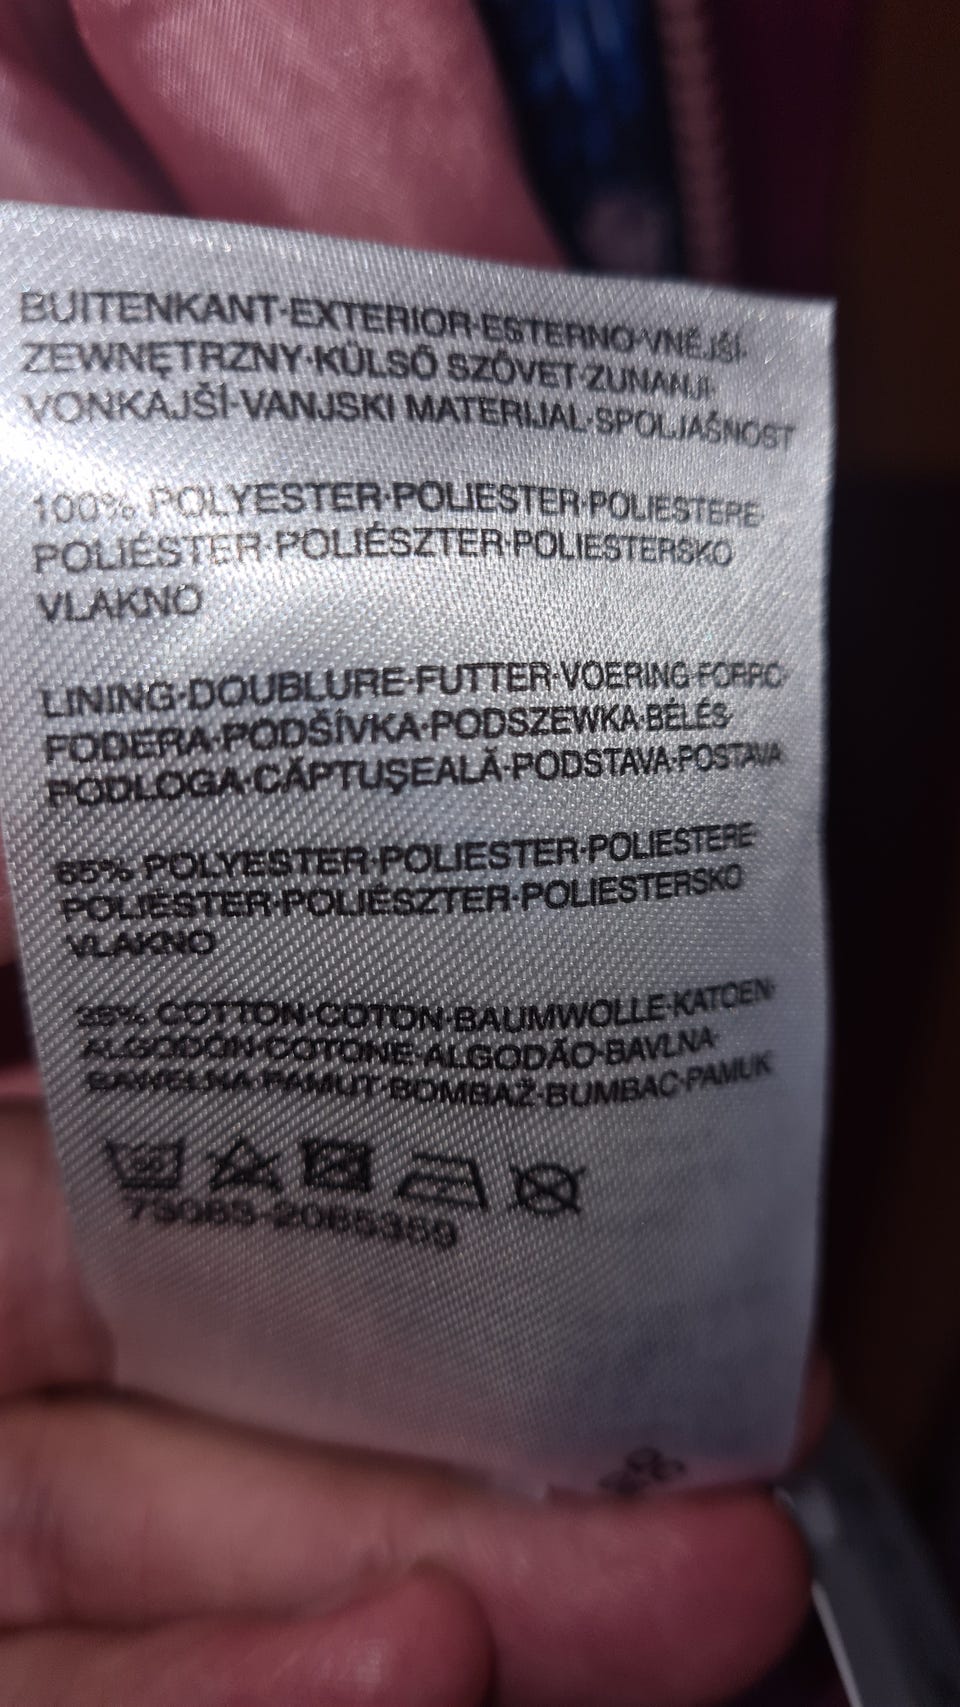 BUITENKANT·EXTERIOR·ESTERNO·VNĚJŠÍ·
ZEWNĘTRZNY·KÜLSŐ SZÖVET·ZUNANJI·
VONKAJŠÍ·VANJSKI MATERIJAL·SPOLJAŠNOST
100% POLYESTER·POLIESTER·POLIESTERE·
POLIÉSTER·POLIÉSZTER·POLIESTERSKO
VLAKNO
LINING·DOUBLURE·FUTTER·VOERING·FORRO·
FODERA·PODŠÍVKA·PODSZEWKA·BÉLÉS·
PODLOGA·CĂPTUŞEALĂ·PODSTAVA·POSTAVA
65% POLYESTER·POLIESTER·POLIESTERE·
POLIÉSTER·POLIÉSZTER·POLIESTERSKO
VLAKNO
35% COTTON·COTON·BAUMWOLLE·KATOEN·
ALGODÓN·COTONE·ALGODÃO·BAVLNA·
BAWEŁNA·PAMUT·BOMBAŽ·BUMBAC·PAMUK
30